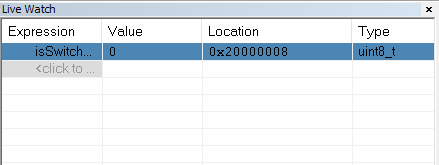 Live Watch
Expression Value Location Type
isSwitch... 0 0x20000008 uint8_t
<click to ...